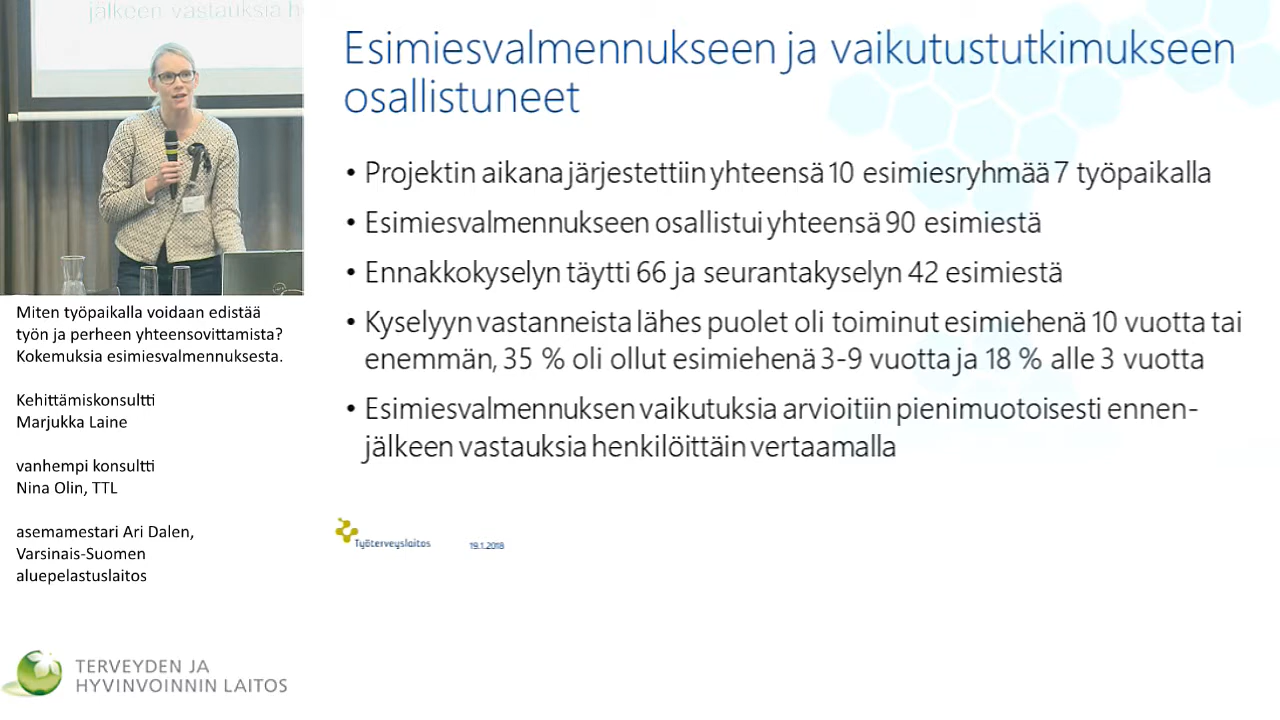 jälkeen vastauksia he
Esimiesvalmennukseen ja vaikutustutkimukseen
osallistuneet
• Projektin aikana järjestettiin yhteensä 10 esimiesryhmää 7 työpaikalla
• Esimiesvalmennukseen osallistui yhteensä 90 esimiestä
• Ennakkokyselyn täytti 66 ja seurantakyselyn 42 esimiestä
• Kyselyyn vastanneista lähes puolet oli toiminut esimiehenä 10 vuotta tai
enemmän, 35 % oli ollut esimiehenä 3-9 vuotta ja 18 % alle 3 vuotta
• Esimiesvalmennuksen vaikutuksia arvioitiin pienimuotoisesti ennen-
jälkeen vastauksia henkilöittäin vertaamalla
Työterveyslaitos 19.1.2018
Miten työpaikalla voidaan edistää
työn ja perheen yhteensovittamista?
Kokemuksia esimiesvalmennuksesta.
Kehittämiskonsultti
Marjukka Laine
vanhempi konsultti
Nina Olin, TTL
asemamestari Ari Dalen,
Varsinais-Suomen
aluepelastuslaitos
TERVEYDEN JA
HYVINVOINNIN LAITOS